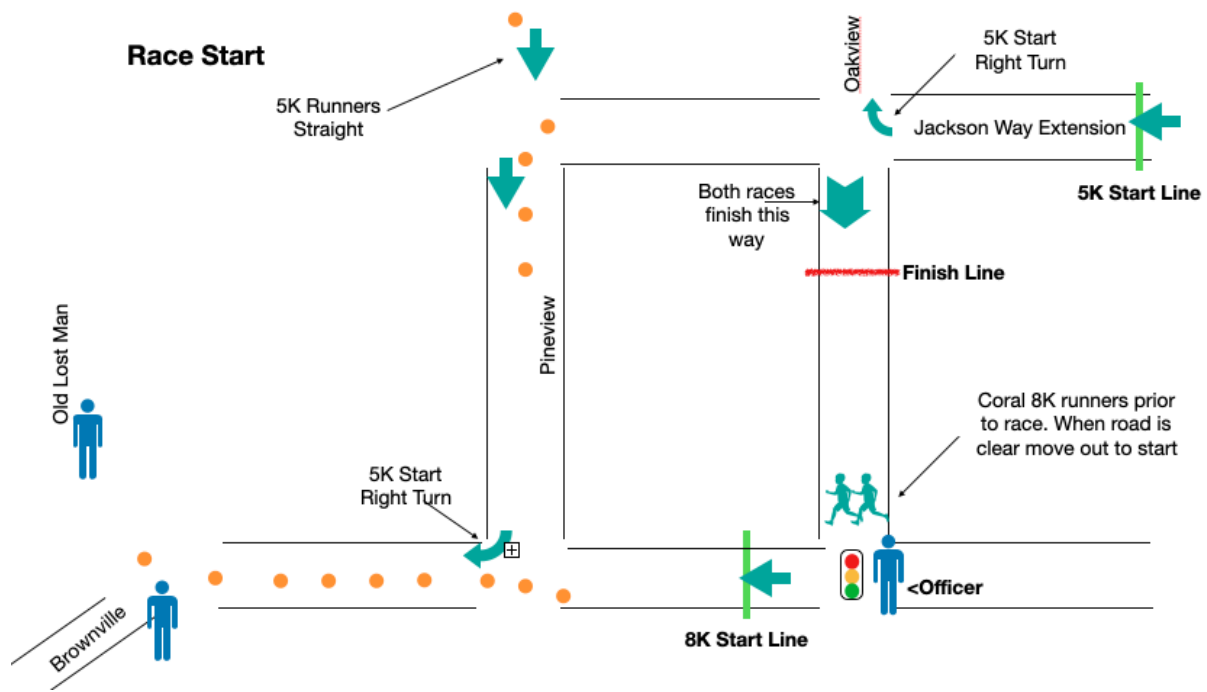 Race Start
5K Runners
Straight
Oakview
5K Start
Right Turn
Jackson Way Extension
5K Start Line
Both races
finish this
way
Finish Line
Pineview
Old Lost Man
Coral 8K runners prior
to race. When road is
clear move out to start
5K Start
Right Turn
<Officer
8K Start Line
Brownville